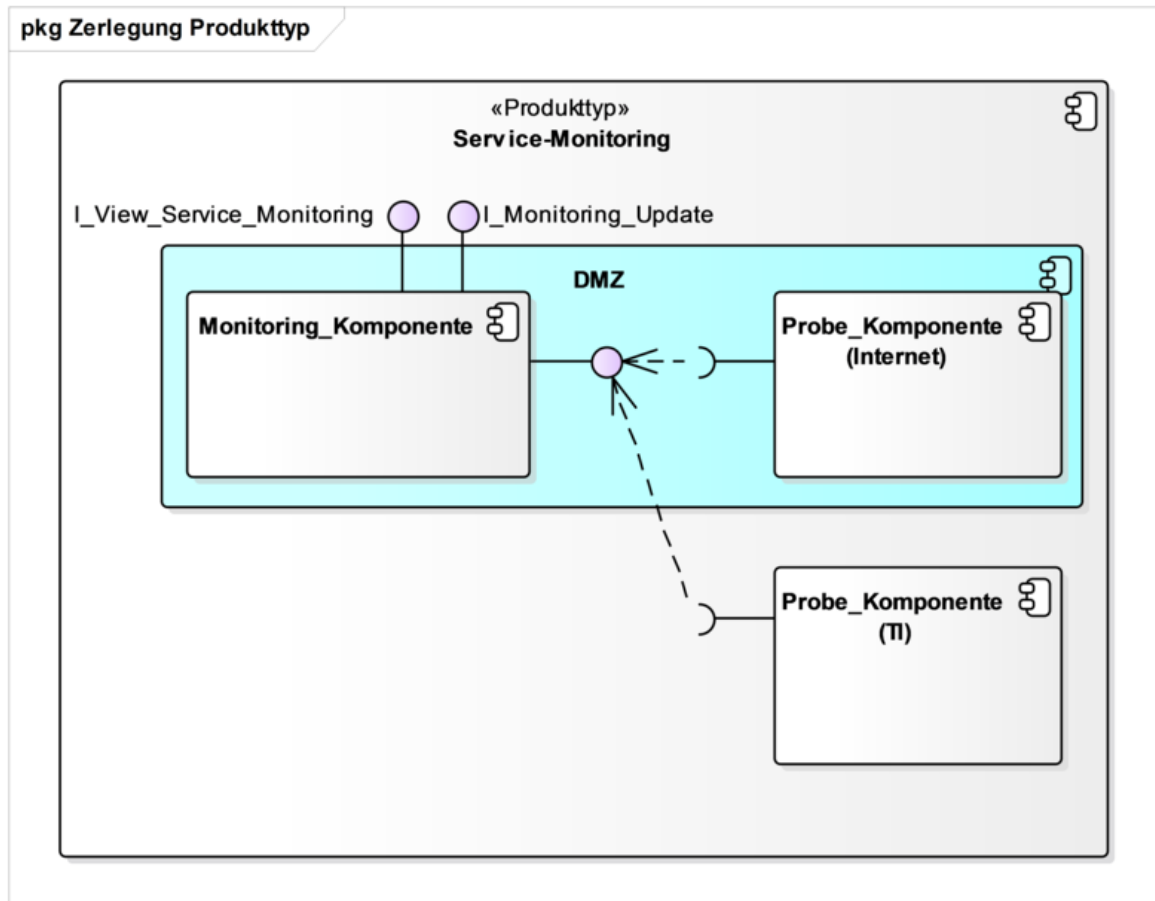 pkg Zerlegung Produkttyp
«Produkttyp»
Service-Monitoring
I_View_Service_Monitoring
I_Monitoring_Update
DMZ
Monitoring_Komponente
Probe_Komponente
(Internet)
Probe_Komponente
(TI)